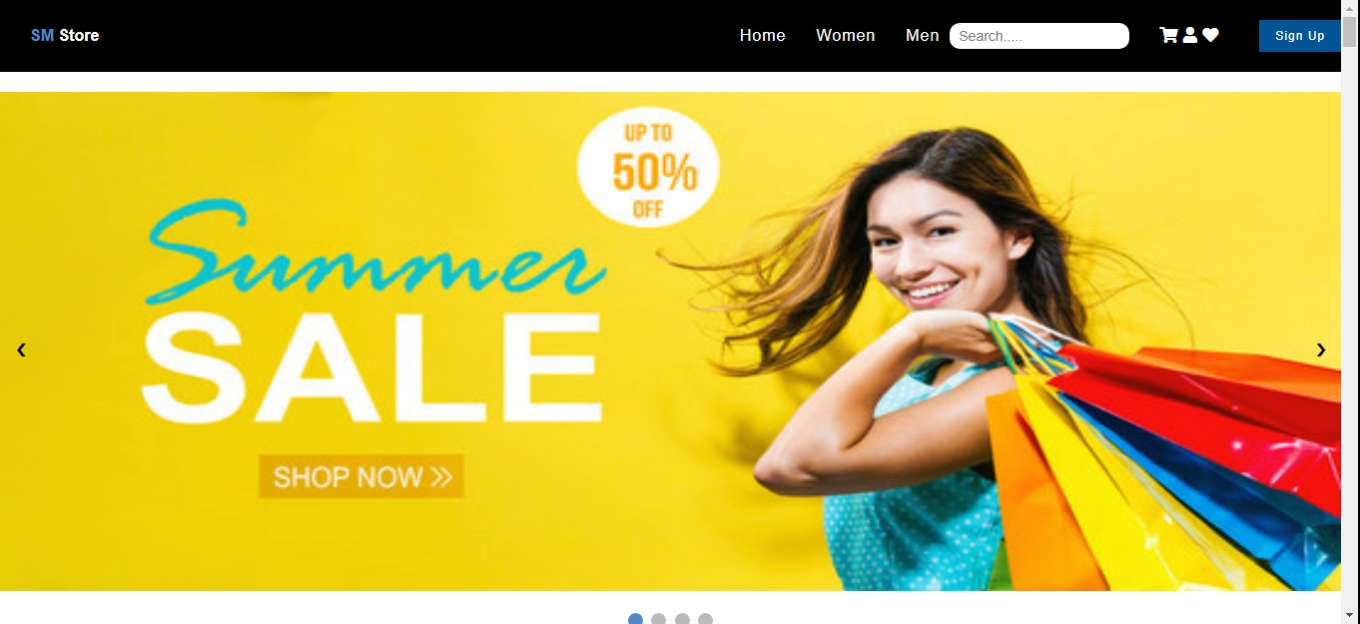 SM Store
Home Women Men Search..... Sign Up
UP TO
50%
OFF
Summer
SALE
SHOP NOW